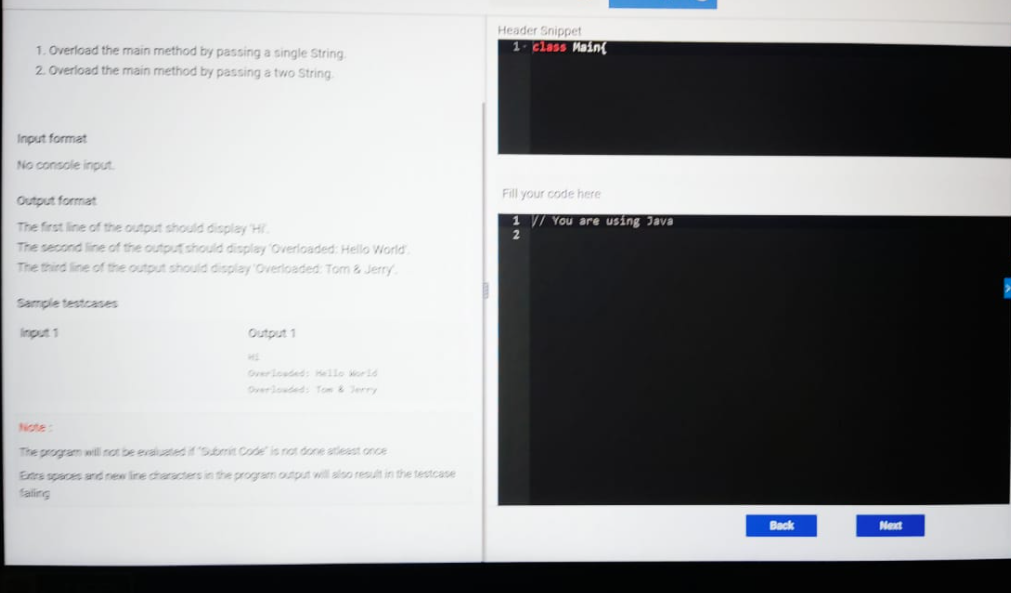 1. Overload the main method by passing a single String.
2. Overload the main method by passing a two String.
Input format
No console input.
Output format
The first line of the output should display 'Hi'.
The second line of the output should display 'Overloaded: Hello World'.
The third line of the output should display 'Overloaded: Tom & Jerry'.
Sample testcases
Input 1
Output 1
Hi
Overloaded: Hello World
Overloaded: Tom & Jerry
Note :
The program will not be evaluated if "Submit Code" is not done atleast once
Extra spaces and new line characters in the program output will also result in the testcase
failing
Header Snippet
1 class Main{
Fill your code here
1 // You are using Java
2
Back
Next